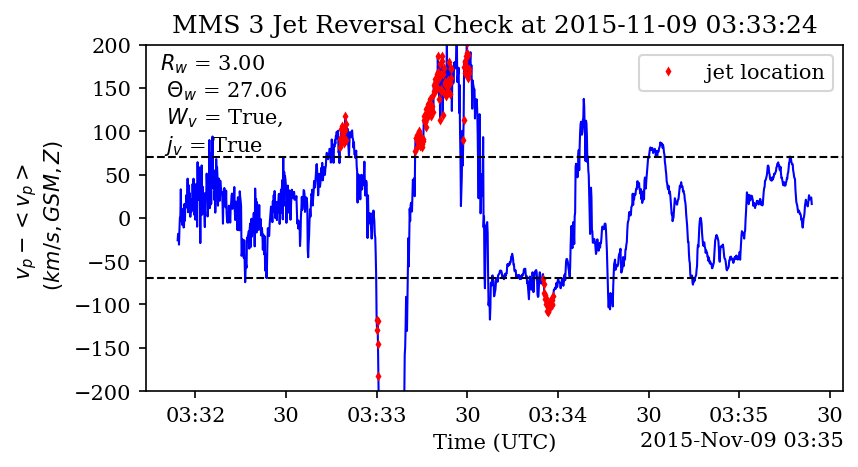 MMS 3 Jet Reversal Check at 2015-11-09 03:33:24
200
150
100
50
0
−50
−100
−150
−200
v_p − <v_p>
(km/s, GSM, Z)
R_w = 3.00
Θ_w = 27.06
W_v = True,
j_v = True
jet location
03:32 30 03:33 30 03:34 30 03:35 30
Time (UTC)
2015-Nov-09 03:35